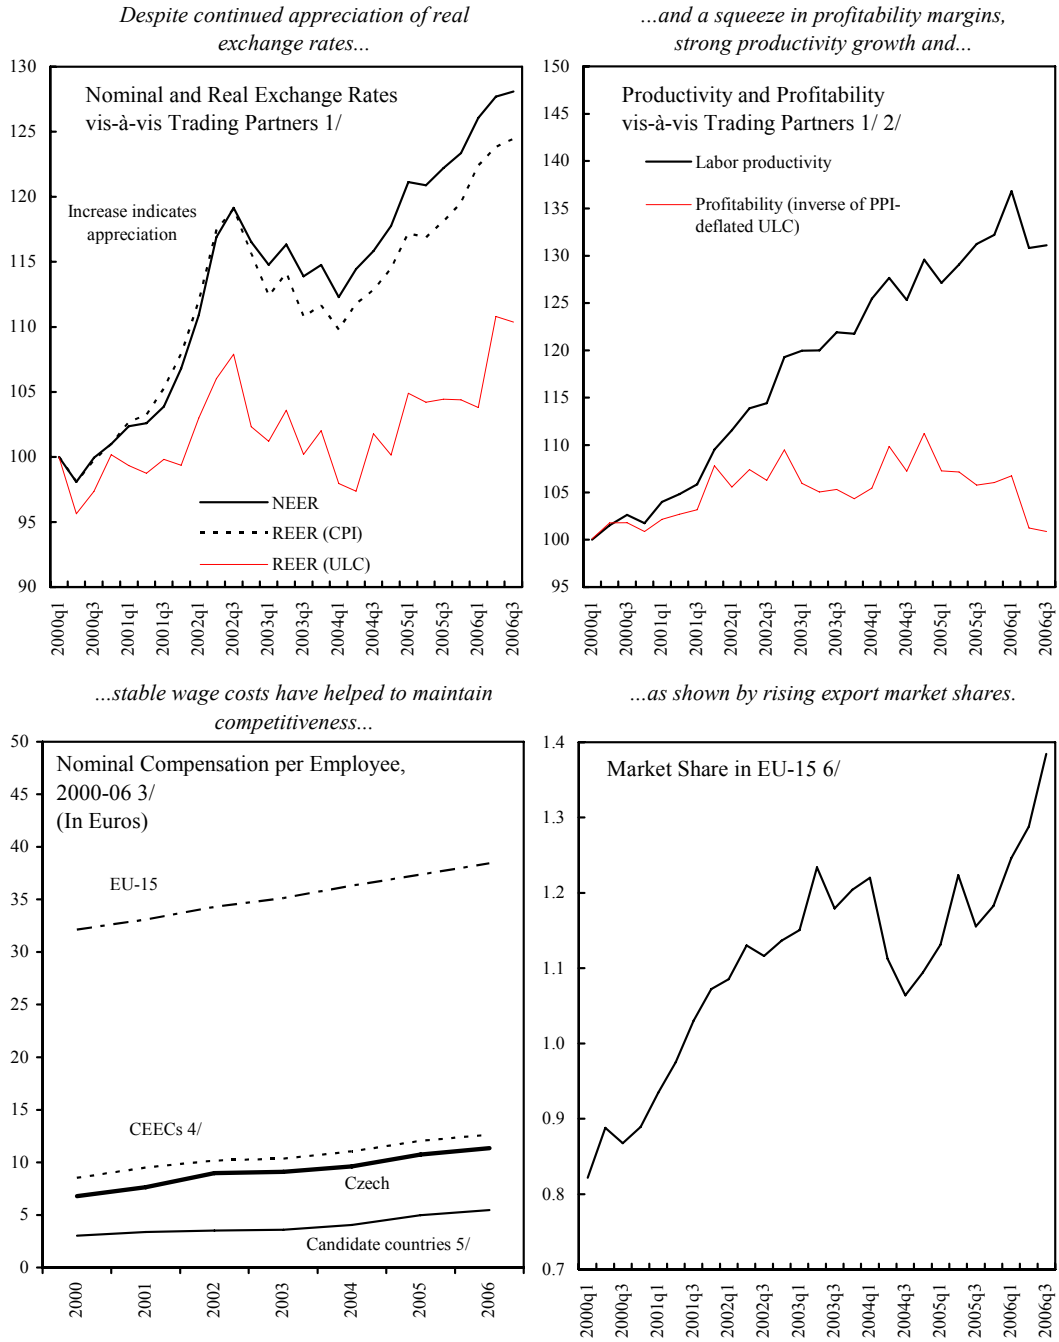 Despite continued appreciation of real
exchange rates...
130
125
120
115
110
105
100
95
90
Nominal and Real Exchange Rates
vis-à-vis Trading Partners 1/
Increase indicates
appreciation
NEER
REER (CPI)
REER (ULC)
2000q1
2000q3
2001q1
2001q3
2002q1
2002q3
2003q1
2003q3
2004q1
2004q3
2005q1
2005q3
2006q1
2006q3
...and a squeeze in profitability margins,
strong productivity growth and...
150
145
140
135
130
125
120
115
110
105
100
95
Productivity and Profitability
vis-à-vis Trading Partners 1/ 2/
Labor productivity
Profitability (inverse of PPI-
deflated ULC)
2000q1
2000q3
2001q1
2001q3
2002q1
2002q3
2003q1
2003q3
2004q1
2004q3
2005q1
2005q3
2006q1
2006q3
...stable wage costs have helped to maintain
competitiveness...
50
45
40
35
30
25
20
15
10
5
0
Nominal Compensation per Employee,
2000-06 3/
(In Euros)
EU-15
CEECs 4/
Czech
Candidate countries 5/
2000
2001
2002
2003
2004
2005
2006
...as shown by rising export market shares.
1.4
1.3
1.2
1.1
1.0
0.9
0.8
0.7
Market Share in EU-15 6/
2000q1
2000q3
2001q1
2001q3
2002q1
2002q3
2003q1
2003q3
2004q1
2004q3
2005q1
2005q3
2006q1
2006q3